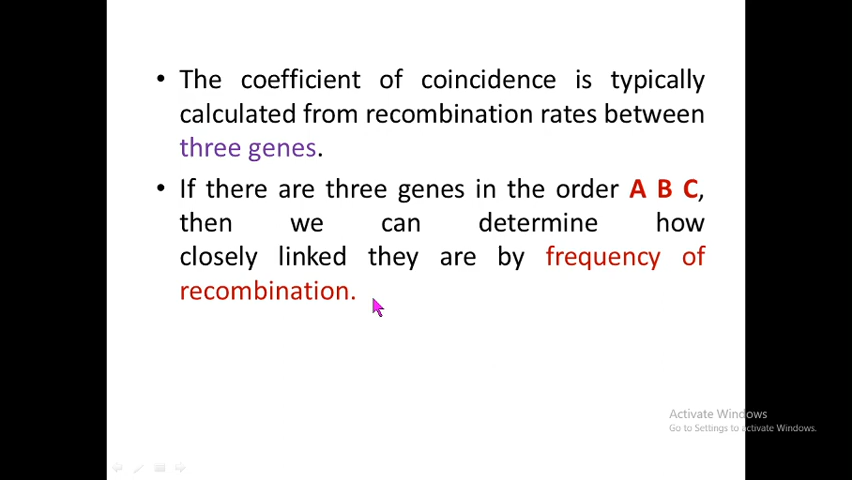 • The coefficient of coincidence is typically
calculated from recombination rates between
three genes.
• If there are three genes in the order A B C,
then we can determine how
closely linked they are by frequency of
recombination.
Activate Windows
Go to Settings to activate Windows.